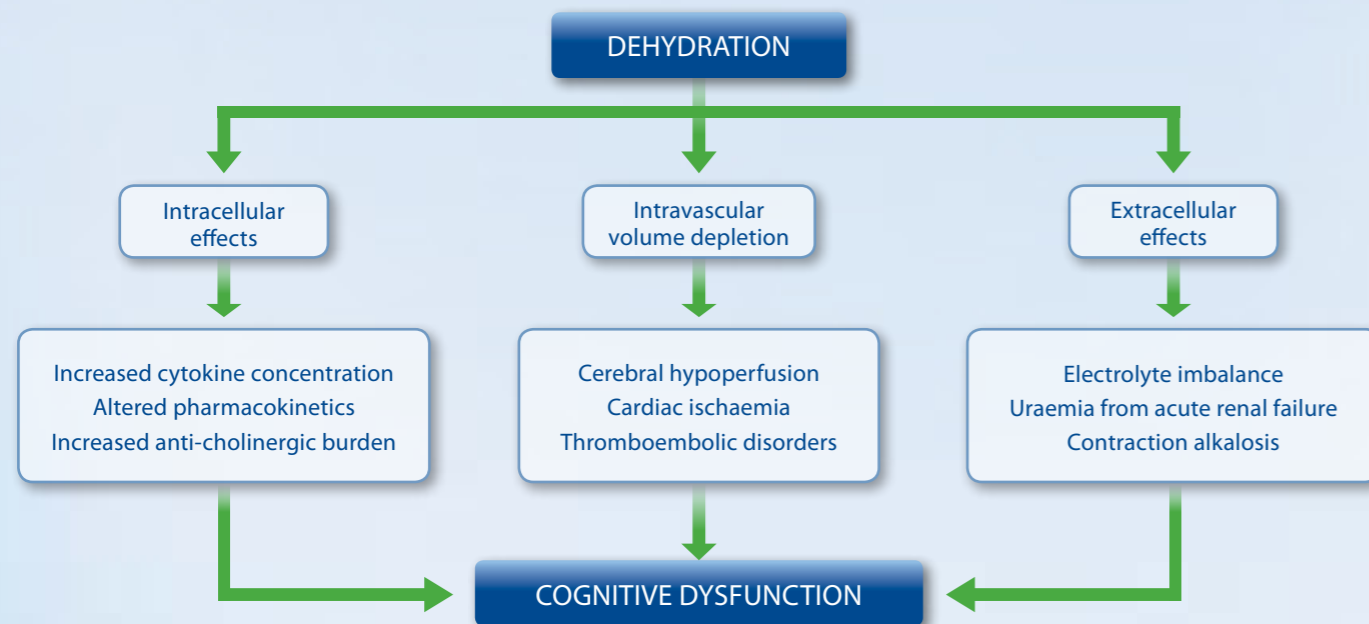 DEHYDRATION
Intracellular
effects
Intravascular
volume depletion
Extracellular
effects
Increased cytokine concentration
Altered pharmacokinetics
Increased anti-cholinergic burden
Cerebral hypoperfusion
Cardiac ischaemia
Thromboembolic disorders
Electrolyte imbalance
Uraemia from acute renal failure
Contraction alkalosis
COGNITIVE DYSFUNCTION